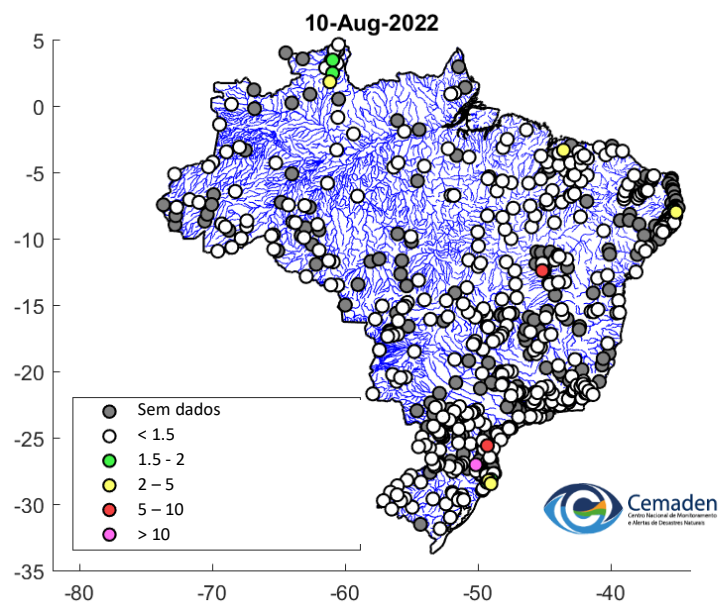 10-Aug-2022
5
0
-5
-10
-15
-20
-25
-30
-35
Sem dados
< 1.5
1.5 - 2
2 – 5
5 – 10
> 10
Cemaden
Centro Nacional de Monitoramento
e Alertas de Desastres Naturais
-80
-70
-60
-50
-40